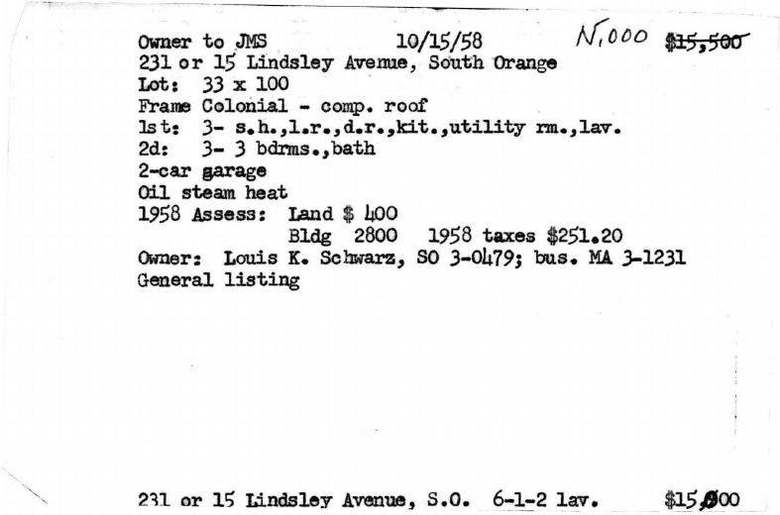 Owner to JMS 10/15/58 15,000 $15,500
231 or 15 Lindsley Avenue, South Orange
Lot: 33 x 100
Frame Colonial - comp. roof
1st: 3- s.h.,l.r.,d.r.,kit.,utility rm.,lav.
2d: 3- 3 bdrms.,bath
2-car garage
Oil steam heat
1958 Assess: Land $ 400
Bldg 2800 1958 taxes $251.20
Owner: Louis K. Schwarz, SO 3-0479; bus. MA 3-1231
General listing
231 or 15 Lindsley Avenue, S.O. 6-1-2 lav. $15,000